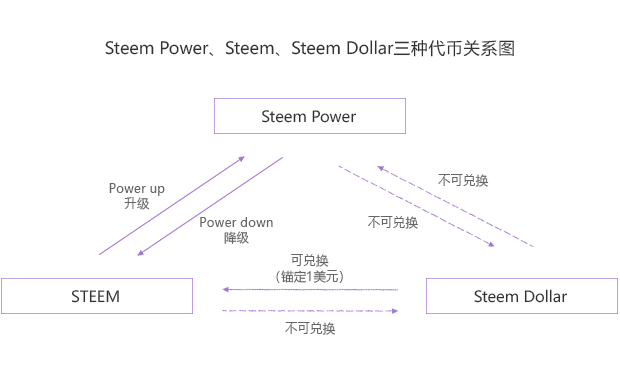 Steem Power、Steem、Steem Dollar三种代币关系图
Steem Power
Power up
升级
Power down
降级
不可兑换
不可兑换
可兑换
（锚定1美元）
STEEM
Steem Dollar
不可兑换